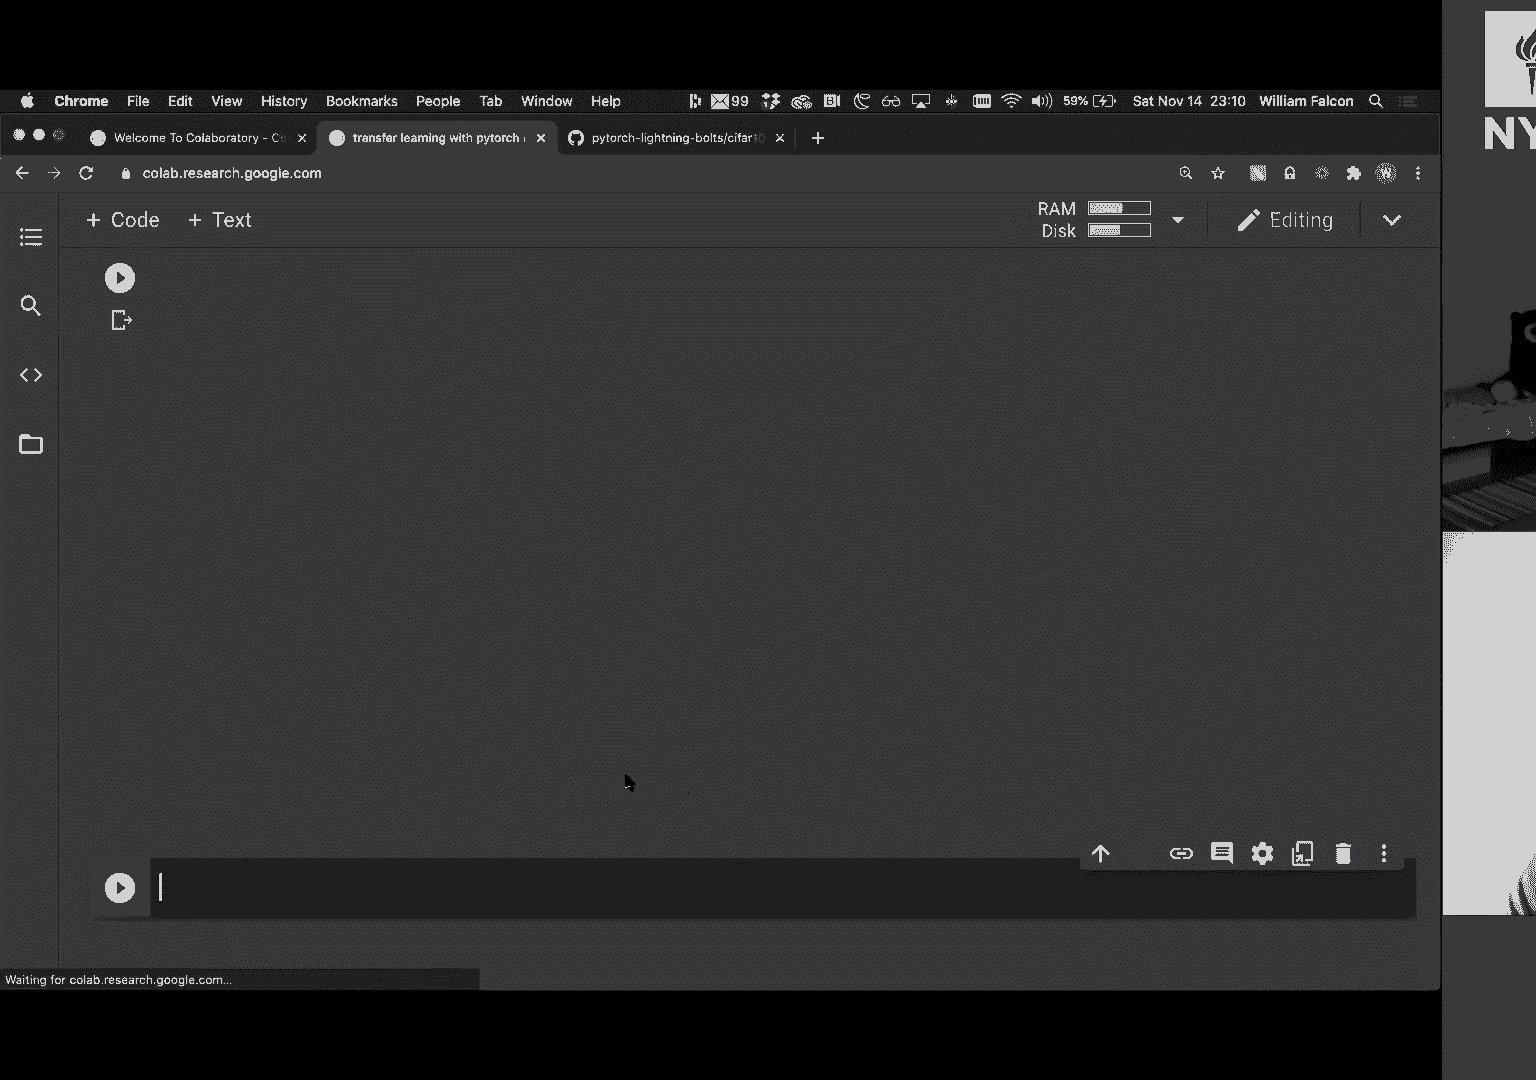 Chrome File Edit View History Bookmarks People Tab Window Help 99 59% Sat Nov 14 23:10 William Falcon
NY
Welcome To Colaboratory - transfer learning with pytorch pytorch-lightning-bolts/cifar
colab.research.google.com
+ Code + Text RAM Disk Editing
Waiting for colab.research.google.com...